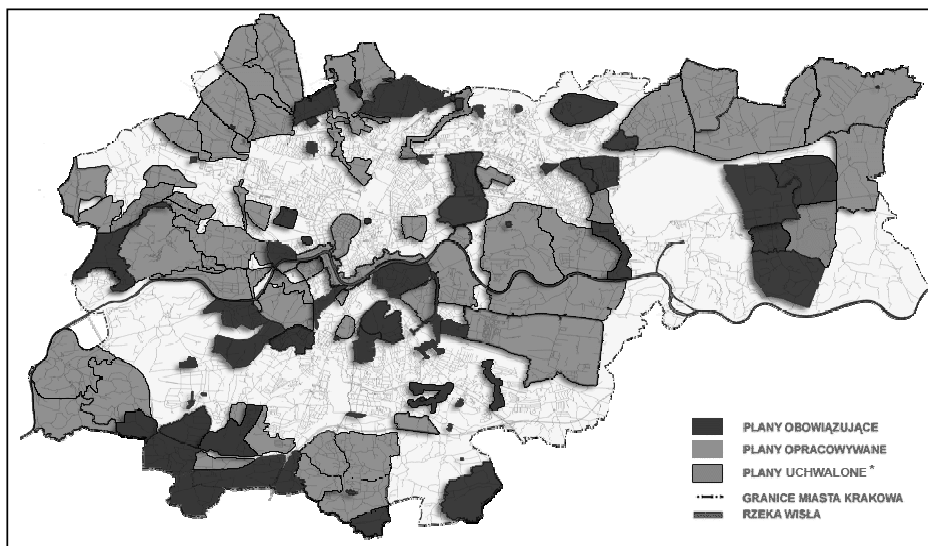 PLANY OBOWIĄZUJĄCE
PLANY OPRACOWYWANE
PLANY UCHWALONE *
GRANICE MIASTA KRAKOWA
RZEKA WISŁA